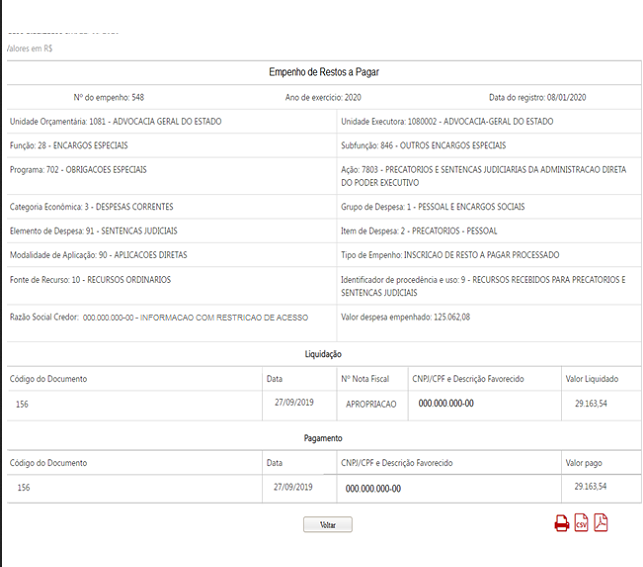 Valores em R$
Empenho de Restos a Pagar
Nº do empenho: 548 Ano de exercício: 2020 Data do registro: 08/01/2020
Unidade Orçamentária: 1081 - ADVOCACIA GERAL DO ESTADO Unidade Executora: 1080002 - ADVOCACIA-GERAL DO ESTADO
Função: 28 - ENCARGOS ESPECIAIS Subfunção: 846 - OUTROS ENCARGOS ESPECIAIS
Programa: 702 - OBRIGACOES ESPECIAIS Ação: 7803 - PRECATORIOS E SENTENCAS JUDICIARIAS DA ADMINISTRACAO DIRETA
DO PODER EXECUTIVO
Categoria Econômica: 3 - DESPESAS CORRENTES Grupo de Despesa: 1 - PESSOAL E ENCARGOS SOCIAIS
Elemento de Despesa: 91 - SENTENCAS JUDICIAIS Item de Despesa: 2 - PRECATORIOS - PESSOAL
Modalidade de Aplicação: 90 - APLICACOES DIRETAS Tipo de Empenho: INSCRICAO DE RESTO A PAGAR PROCESSADO
Fonte de Recurso: 10 - RECURSOS ORDINARIOS Identificador de procedência e uso: 9 - RECURSOS RECEBIDOS PARA PRECATORIOS E
SENTENCAS JUDICIAIS
Razão Social Credor: 000.000.000-00 - INFORMACAO COM RESTRICAO DE ACESSO Valor despesa empenhado: 125.062,08
Liquidação
Código do Documento Data Nº Nota Fiscal CNPJ/CPF e Descrição Favorecido Valor Liquidado
156 27/09/2019 APROPRIACAO 000.000.000-00 29.163,54
Pagamento
Código do Documento Data CNPJ/CPF e Descrição Favorecido Valor pago
156 27/09/2019 000.000.000-00 29.163,54
Voltar
CSV